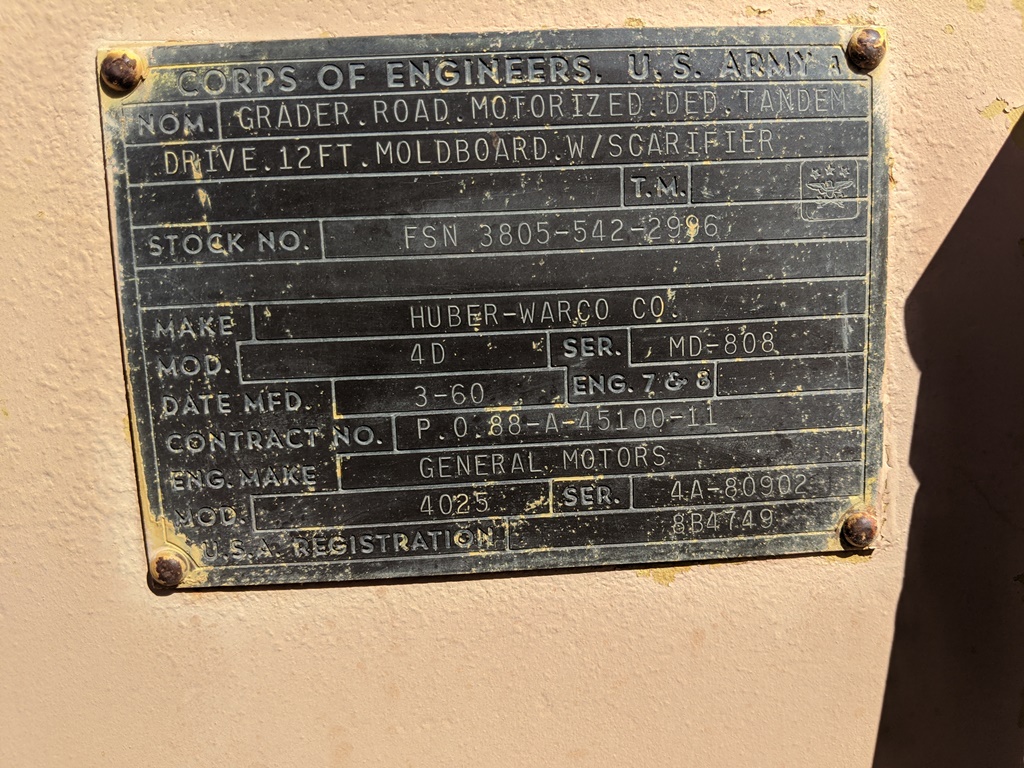 CORPS OF ENGINEERS, U.S. ARMY a
NOM. GRADER.ROAD.MOTORIZED.DED.TANDEM
DRIVE.12FT.MOLDBOARD.W/SCARIFIER
T.M.
STOCK NO. FSN 3805-542-2996
MAKE HUBER-WARCO CO.
MOD. 4D SER. MD-808
DATE MFD. 3-60 ENG. 7 & 8
CONTRACT NO. P.O.88-A-45100-11
ENG. MAKE GENERAL MOTORS
MOD. 4025 SER. 4A-80902
U.S.A. REGISTRATION 8B4749